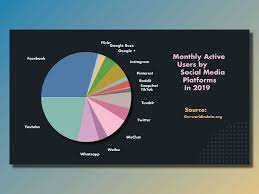 Flickr
Google Buzz
Google +
Facebook
Instagram
Pinterest
Reddit
Snapchat
TikTok
Tumblr
Twitter
WeChat
Weibo
Whatsapp
Youtube
Monthly Active
Users by
Social Media
Platforms
In 2019
Source:
Ourworldindata.org